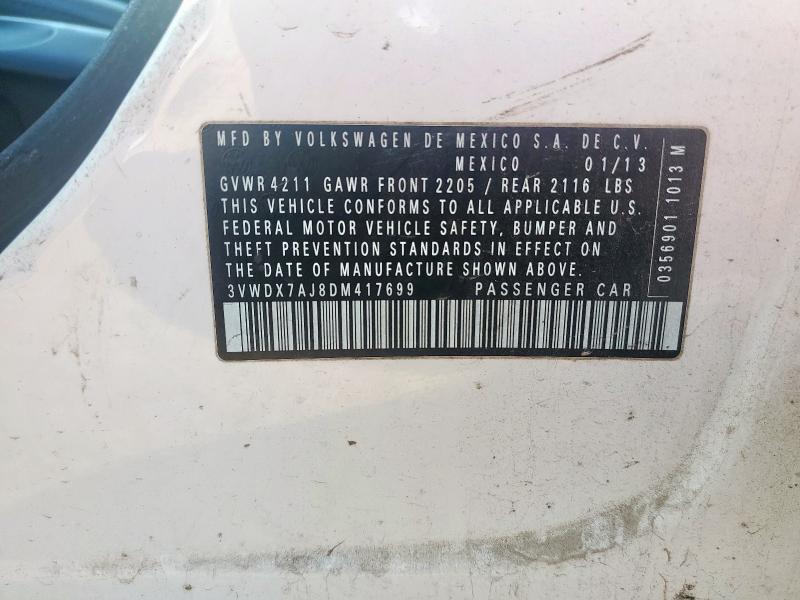 MFD BY VOLKSWAGEN DE MEXICO S.A. DE C.V.
MEXICO 01/13
GVWR 4211 GAWR FRONT 2205 / REAR 2116 LBS
THIS VEHICLE CONFORMS TO ALL APPLICABLE U.S.
FEDERAL MOTOR VEHICLE SAFETY, BUMPER AND
THEFT PREVENTION STANDARDS IN EFFECT ON
THE DATE OF MANUFACTURE SHOWN ABOVE.
3VWDX7AJ8DM417699 PASSENGER CAR
0356901 1013 M